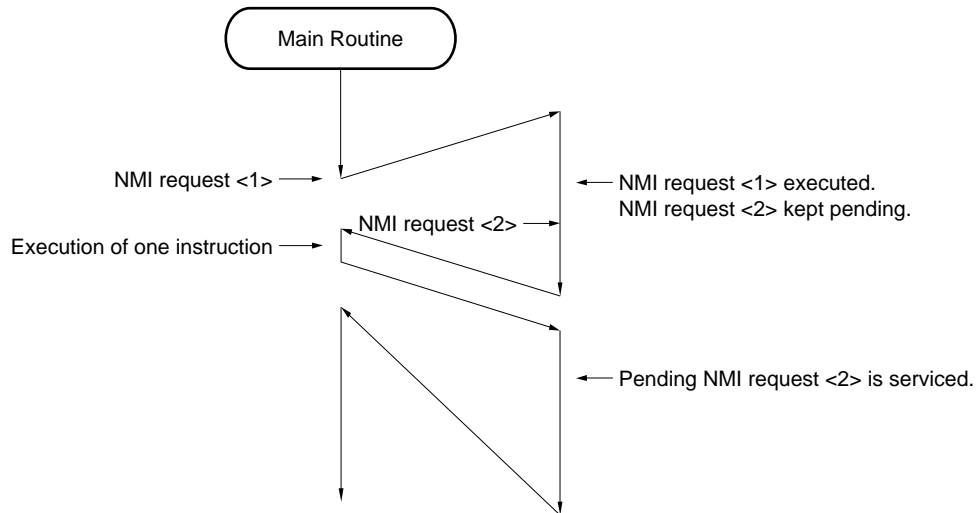 Main Routine
NMI request <1>
NMI request <1> executed.
NMI request <2> kept pending.
NMI request <2>
Execution of one instruction
Pending NMI request <2> is serviced.